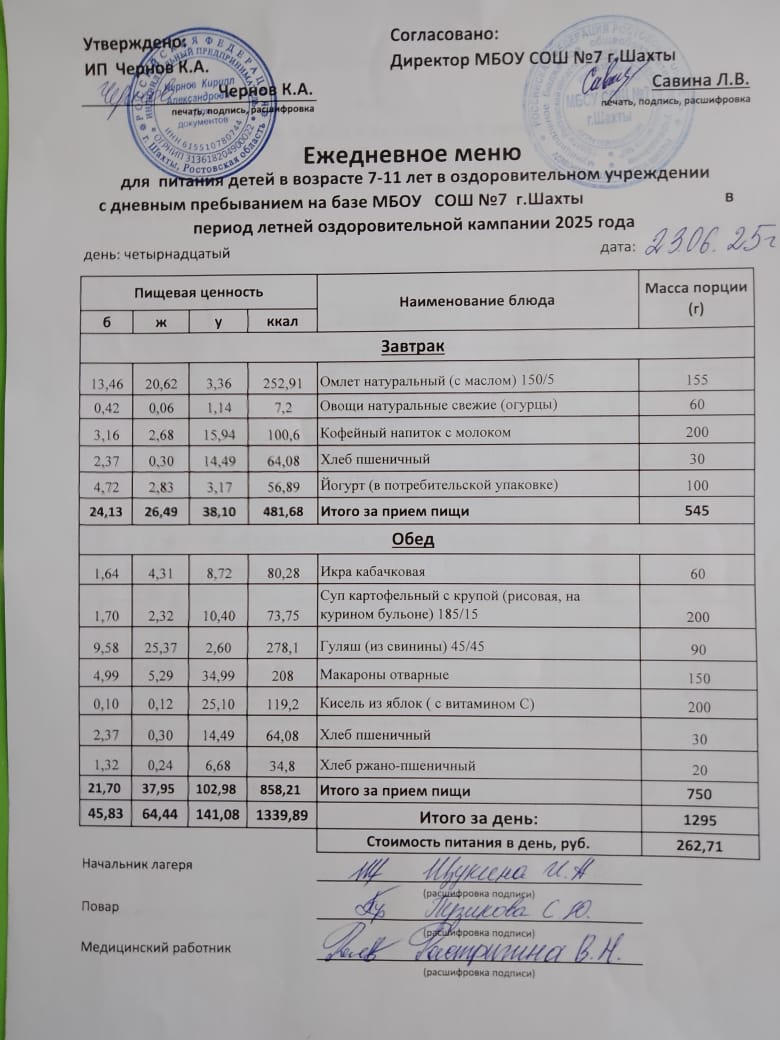 Утверждено:
ИП Чернов К.А.
Чернов К.А.
печать, подпись, расшифровка
Согласовано:
Директор МБОУ СОШ №7 г.Шахты
Савина Л.В.
печать, подпись, расшифровка
Ежедневное меню
для питания детей в возрасте 7-11 лет в оздоровительном учреждении
с дневным пребыванием на базе МБОУ СОШ №7 г.Шахты в
период летней оздоровительной кампании 2025 года
день: четырнадцатый дата: 23.06.25г
Пищевая ценность Наименование блюда Масса порции (г)
б ж у ккал
Завтрак
13,46 20,62 3,36 252,91 Омлет натуральный (с маслом) 150/5 155
0,42 0,06 1,14 7,2 Овощи натуральные свежие (огурцы) 60
3,16 2,68 15,94 100,6 Кофейный напиток с молоком 200
2,37 0,30 14,49 64,08 Хлеб пшеничный 30
4,72 2,83 3,17 56,89 Йогурт (в потребительской упаковке) 100
24,13 26,49 38,10 481,68 Итого за прием пищи 545
Обед
1,64 4,31 8,72 80,28 Икра кабачковая 60
Суп картофельный с крупой (рисовая, на
1,70 2,32 10,40 73,75 курином бульоне) 185/15 200
9,58 25,37 2,60 278,1 Гуляш (из свинины) 45/45 90
4,99 5,29 34,99 208 Макароны отварные 150
0,10 0,12 25,10 119,2 Кисель из яблок ( с витамином С) 200
2,37 0,30 14,49 64,08 Хлеб пшеничный 30
1,32 0,24 6,68 34,8 Хлеб ржано-пшеничный 20
21,70 37,95 102,98 858,21 Итого за прием пищи 750
45,83 64,44 141,08 1339,89 Итого за день: 1295
Стоимость питания в день, руб. 262,71
Начальник лагеря Щукина И.А
(расшифровка подписи)
Повар Пузикова С.Ю.
(расшифровка подписи)
Медицинский работник Растригина В.Н.
(расшифровка подписи)